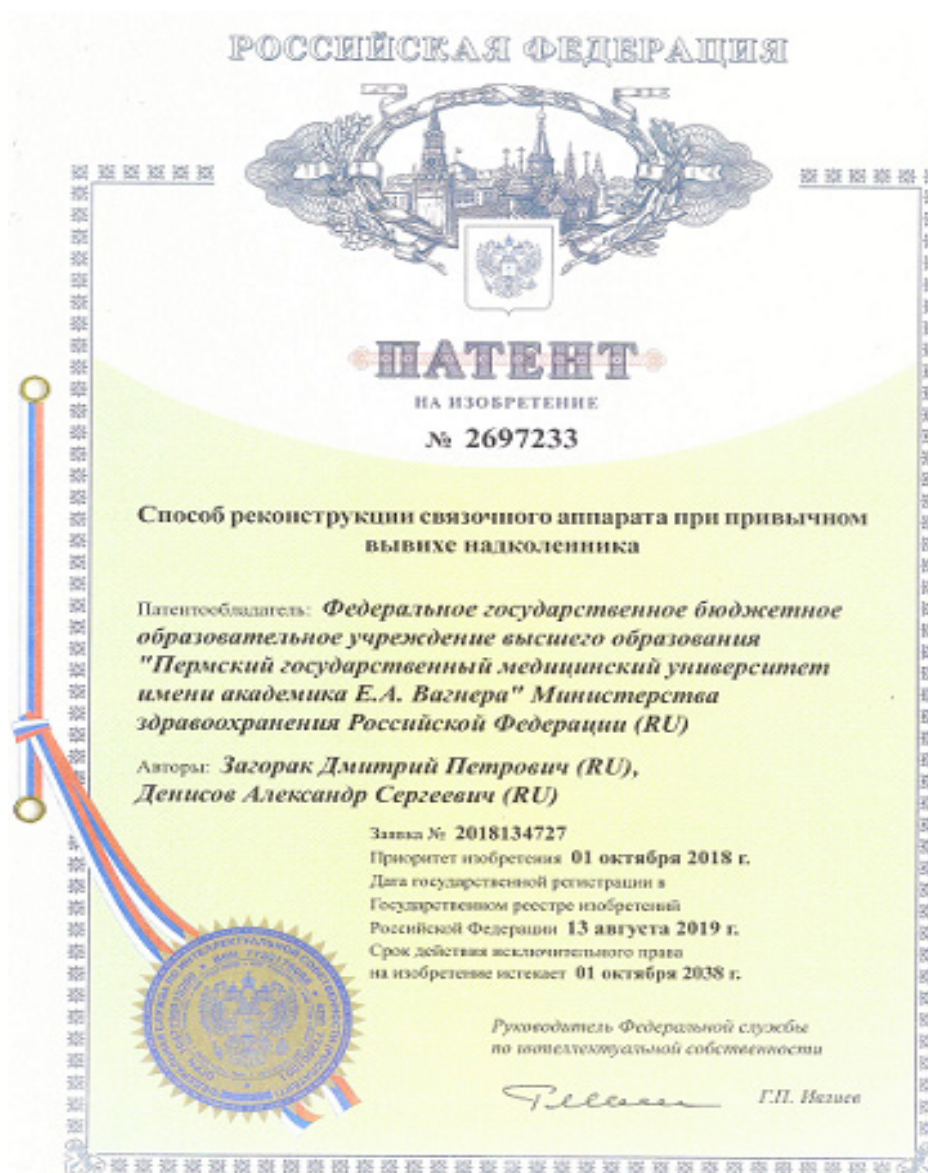 РОССИЙСКАЯ ФЕДЕРАЦИЯ
ПАТЕНТ
НА ИЗОБРЕТЕНИЕ
№ 2697233
Способ реконструкции связочного аппарата при привычном
вывихе надколенника
Патентообладатель: Федеральное государственное бюджетное
образовательное учреждение высшего образования
"Пермский государственный медицинский университет
имени академика Е.А. Вагнера" Министерства
здравоохранения Российской Федерации (RU)
Авторы: Загорак Дмитрий Петрович (RU),
Денисов Александр Сергеевич (RU)
Заявка № 2018134727
Приоритет изобретения 01 октября 2018 г.
Дата государственной регистрации в
Государственном реестре изобретений
Российской Федерации 13 августа 2019 г.
Срок действия исключительного права
на изобретение истекает 01 октября 2038 г.
Руководитель Федеральной службы
по интеллектуальной собственности
Г.П. Ивлиев